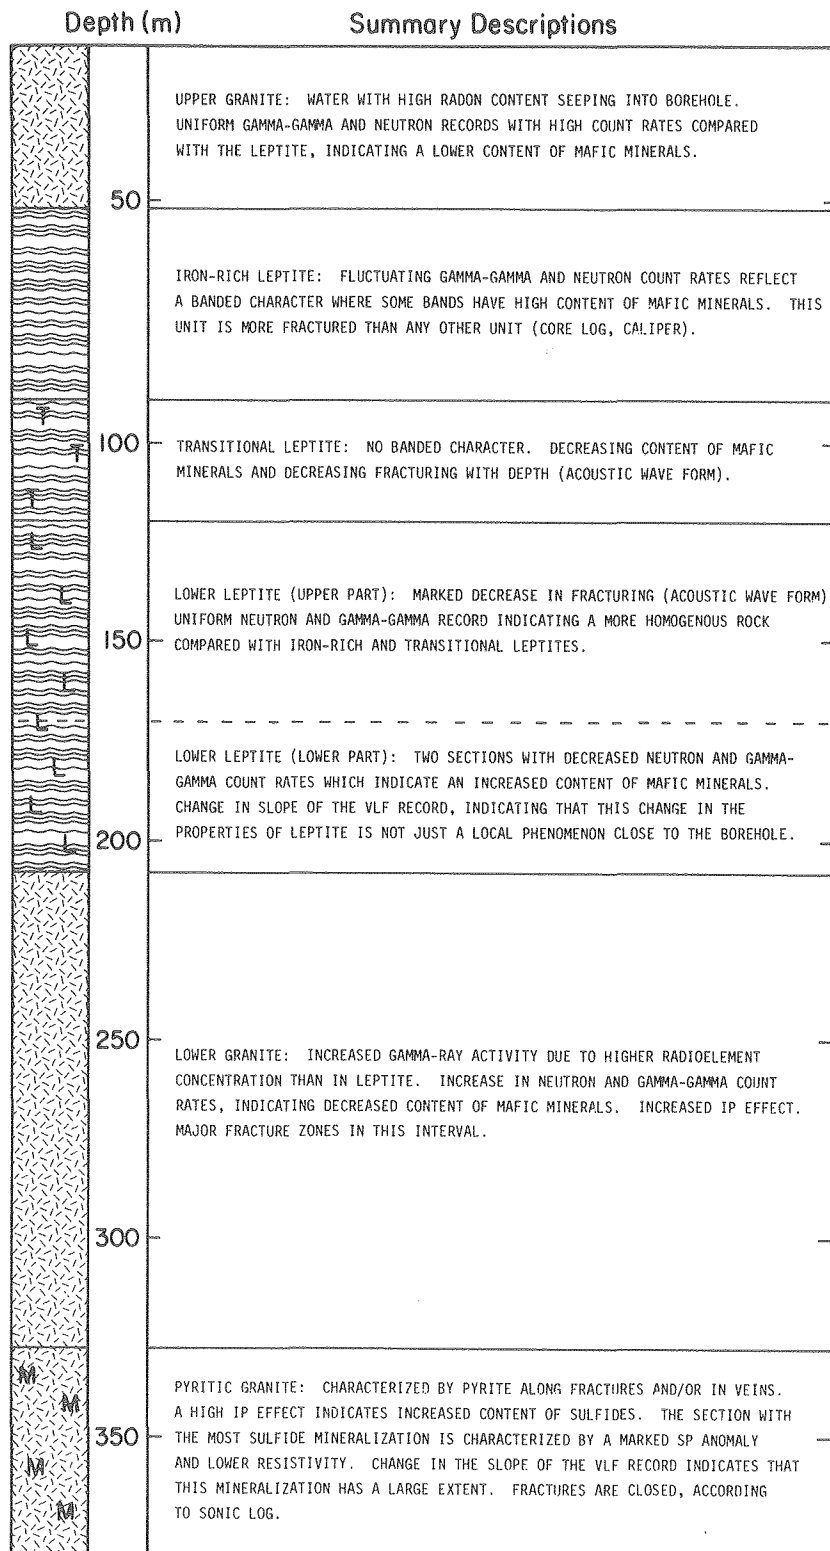 Depth (m) Summary Descriptions
UPPER GRANITE: WATER WITH HIGH RADON CONTENT SEEPING INTO BOREHOLE.
UNIFORM GAMMA-GAMMA AND NEUTRON RECORDS WITH HIGH COUNT RATES COMPARED
WITH THE LEPTITE, INDICATING A LOWER CONTENT OF MAFIC MINERALS.
50
IRON-RICH LEPTITE: FLUCTUATING GAMMA-GAMMA AND NEUTRON COUNT RATES REFLECT
A BANDED CHARACTER WHERE SOME BANDS HAVE HIGH CONTENT OF MAFIC MINERALS. THIS
UNIT IS MORE FRACTURED THAN ANY OTHER UNIT (CORE LOG, CALIPER).
T
100
T
TRANSITIONAL LEPTITE: NO BANDED CHARACTER. DECREASING CONTENT OF MAFIC
MINERALS AND DECREASING FRACTURING WITH DEPTH (ACOUSTIC WAVE FORM).
T
L
L
LOWER LEPTITE (UPPER PART): MARKED DECREASE IN FRACTURING (ACOUSTIC WAVE FORM)
UNIFORM NEUTRON AND GAMMA-GAMMA RECORD INDICATING A MORE HOMOGENOUS ROCK
L
150
COMPARED WITH IRON-RICH AND TRANSITIONAL LEPTITES.
L
L
L
LOWER LEPTITE (LOWER PART): TWO SECTIONS WITH DECREASED NEUTRON AND GAMMA-
GAMMA COUNT RATES WHICH INDICATE AN INCREASED CONTENT OF MAFIC MINERALS.
L
CHANGE IN SLOPE OF THE VLF RECORD, INDICATING THAT THIS CHANGE IN THE
PROPERTIES OF LEPTITE IS NOT JUST A LOCAL PHENOMENON CLOSE TO THE BOREHOLE.
L
200
250
LOWER GRANITE: INCREASED GAMMA-RAY ACTIVITY DUE TO HIGHER RADIOELEMENT
CONCENTRATION THAN IN LEPTITE. INCREASE IN NEUTRON AND GAMMA-GAMMA COUNT
RATES, INDICATING DECREASED CONTENT OF MAFIC MINERALS. INCREASED IP EFFECT.
MAJOR FRACTURE ZONES IN THIS INTERVAL.
300
M
M
PYRITIC GRANITE: CHARACTERIZED BY PYRITE ALONG FRACTURES AND/OR IN VEINS.
A HIGH IP EFFECT INDICATES INCREASED CONTENT OF SULFIDES. THE SECTION WITH
350
THE MOST SULFIDE MINERALIZATION IS CHARACTERIZED BY A MARKED SP ANOMALY
M
AND LOWER RESISTIVITY. CHANGE IN THE SLOPE OF THE VLF RECORD INDICATES THAT
THIS MINERALIZATION HAS A LARGE EXTENT. FRACTURES ARE CLOSED, ACCORDING
M
TO SONIC LOG.